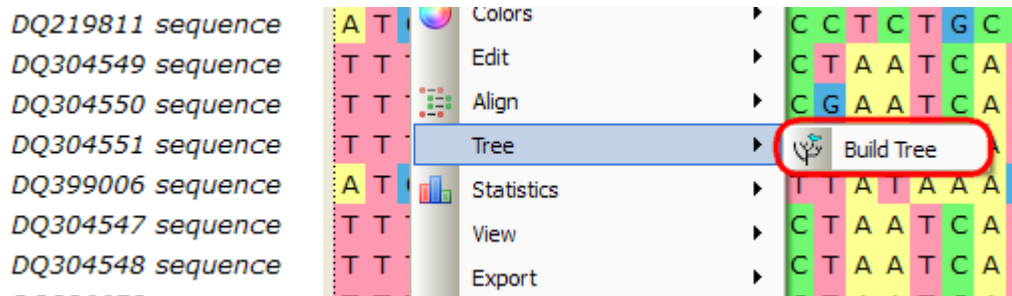 DQ219811 sequence A T Colors C C T C T G C
DQ304549 sequence T T Edit C T A A T C A
DQ304550 sequence T T Align C G A A T C A
DQ304551 sequence T T Tree Build Tree
DQ399006 sequence A T Statistics T T A T A A A
DQ304547 sequence T T View C T A A T C A
DQ304548 sequence T T Export C T A A T C A